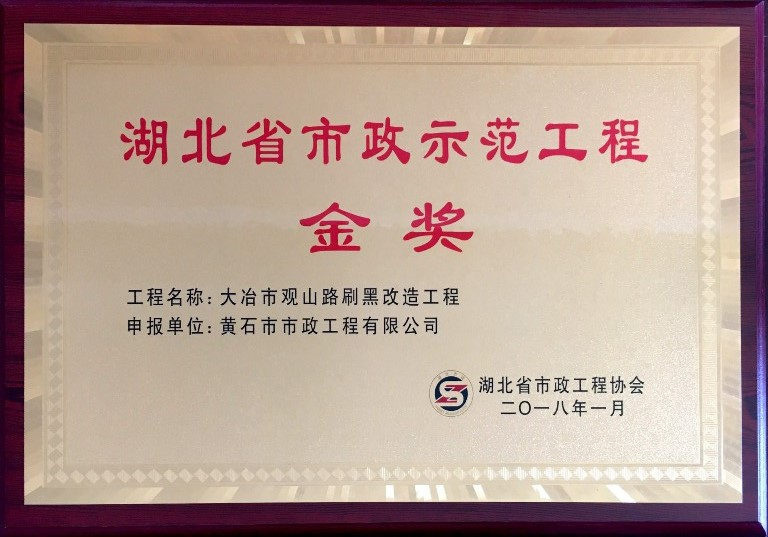 湖北省市政示范工程
金奖
工程名称：大冶市观山路刷黑改造工程
申报单位：黄石市市政工程有限公司
湖北省市政工程协会
二〇一八年一月